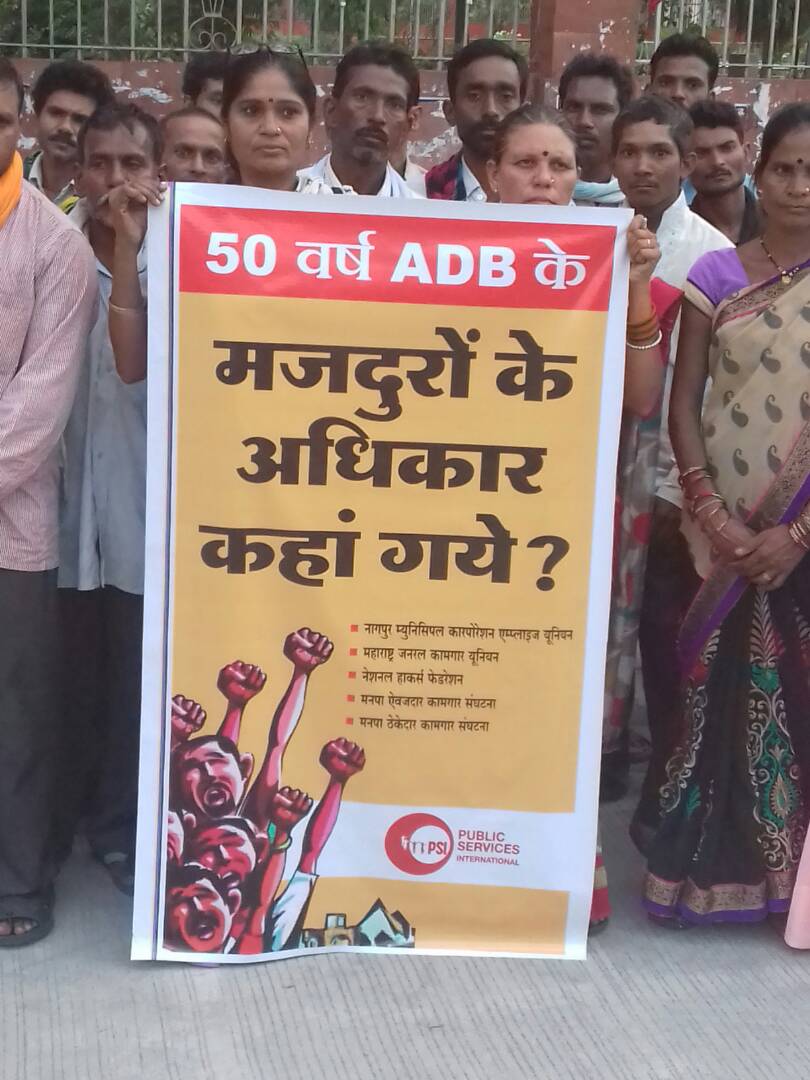 50 वर्ष ADB के
मजदुरों के
अधिकार
कहां गये?
नागपुर म्युनिसिपल कारपोरेशन एम्प्लाइज यूनियन
महाराष्ट्र जनरल कामगार यूनियन
नेशनल हाकर्स फेडरेशन
मनपा ऐवजदार कामगार संघटना
मनपा ठेकेदार कामगार संघटना
PSI
PUBLIC
SERVICES
INTERNATIONAL